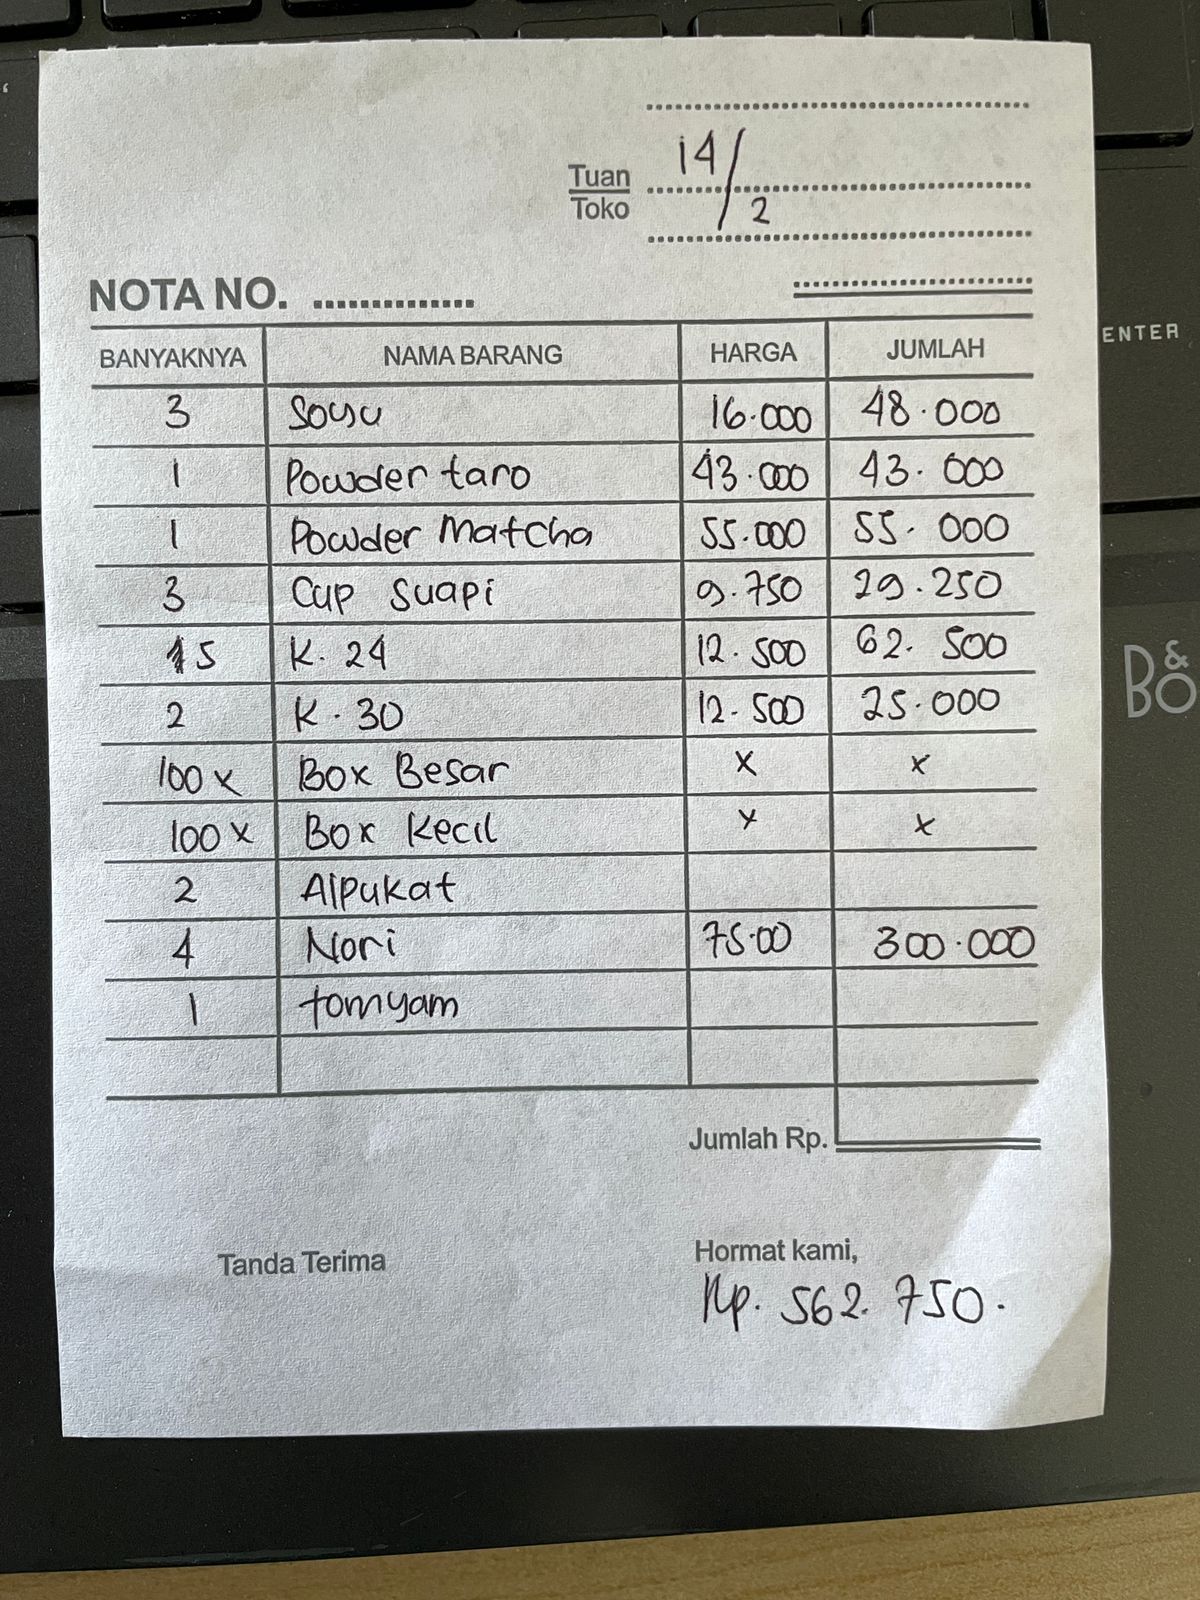 14/2
Tuan
Toko
NOTA NO. ..............
BANYAKNYA NAMA BARANG HARGA JUMLAH
3 Soyu 16.000 48.000
1 Powder taro 43.000 43.000
1 Powder Matcha 55.000 55.000
3 Cup Suapi 9.750 29.250
5 K. 24 12.500 62.500
2 K. 30 12.500 25.000
100 x Box Besar x x
100 x Box Kecil x x
2 Alpukat
4 Nori 75.00 300.000
1 tomyam
Jumlah Rp.
Tanda Terima Hormat kami,
Rp. 562.750.
ENTER
B&O